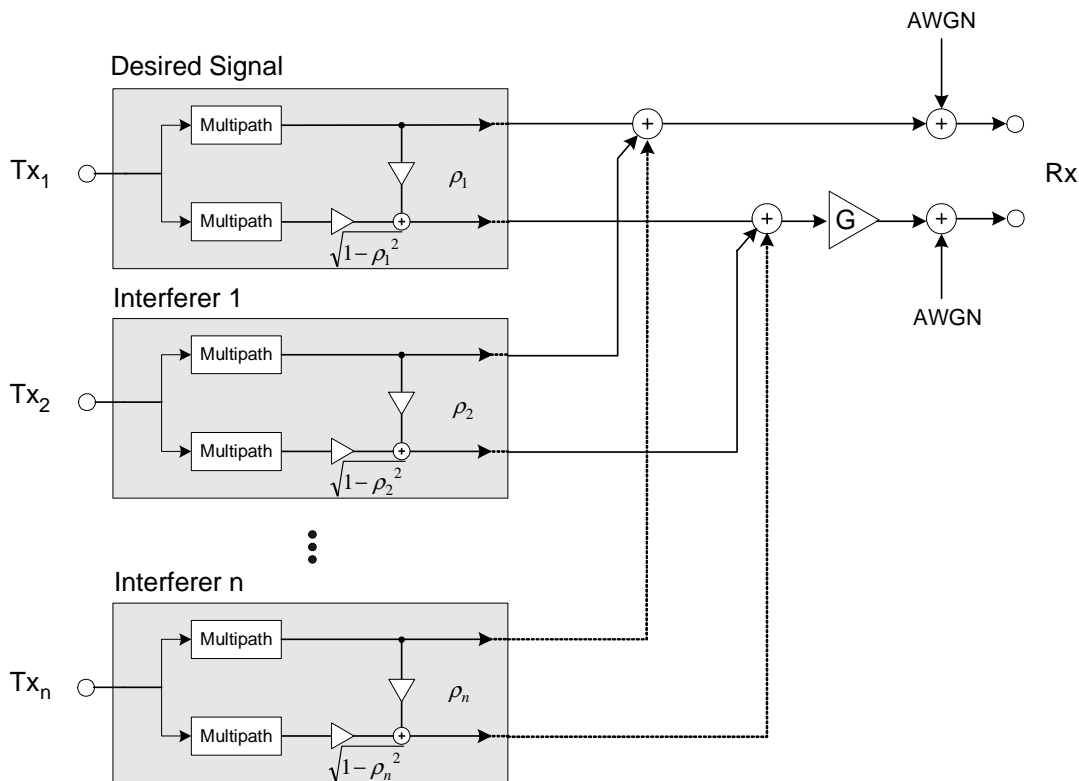 AWGN
Desired Signal
Multipath
+
+
Tx₁
ρ₁
Rx
Multipath
+
+
G
+
√1−ρ₁²
Interferer 1
AWGN
Multipath
Tx₂
ρ₂
Multipath
+
√1−ρ₂²
Interferer n
Multipath
Txₙ
ρₙ
Multipath
+
√1−ρₙ²